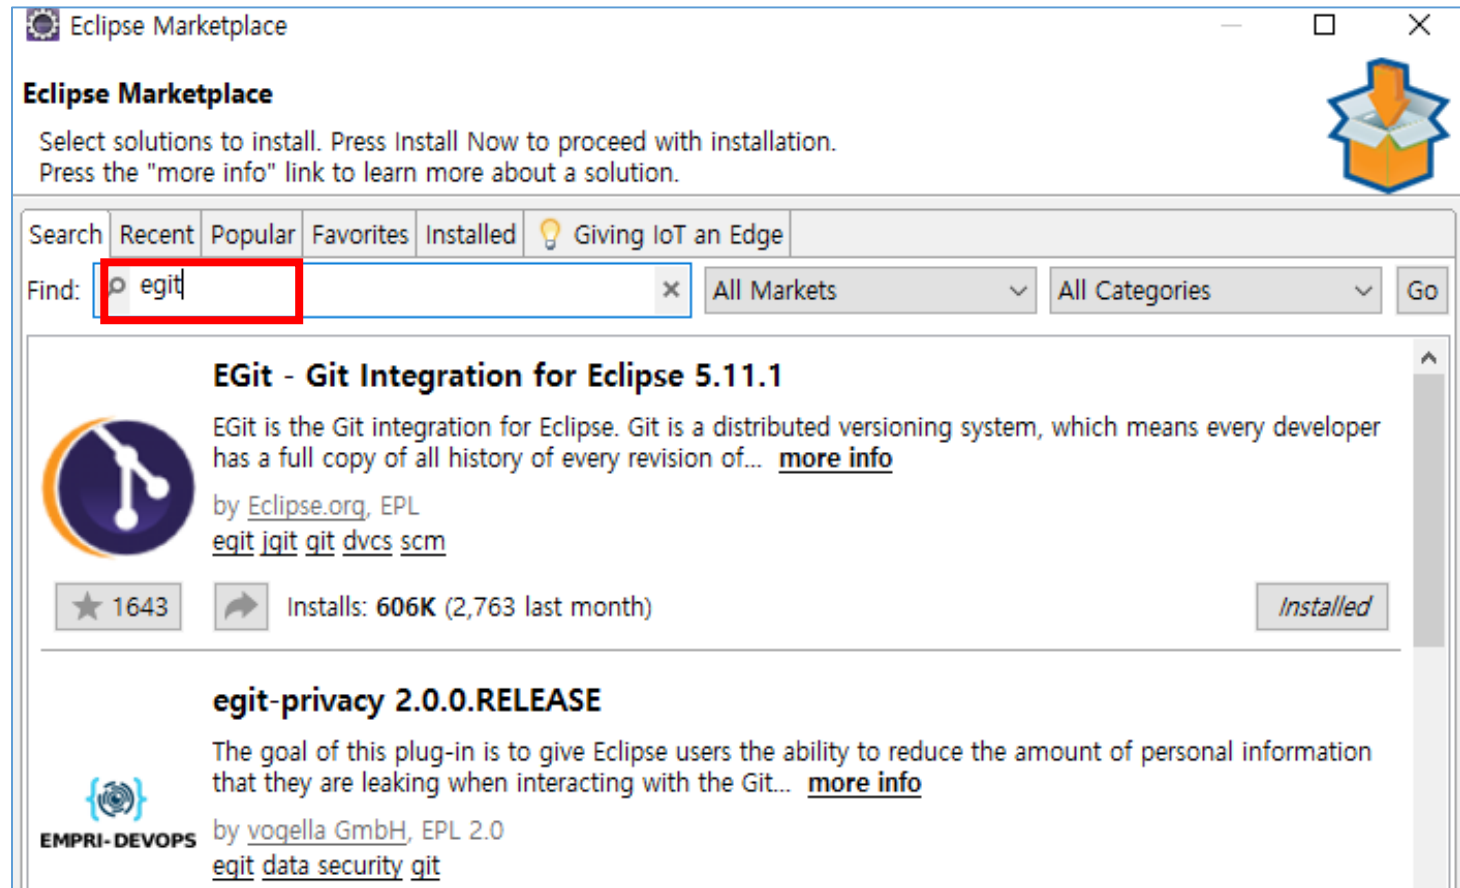 Eclipse Marketplace
Eclipse Marketplace
Select solutions to install. Press Install Now to proceed with installation.
Press the "more info" link to learn more about a solution.
Search Recent Popular Favorites Installed Giving IoT an Edge
Find: egit All Markets All Categories Go
EGit - Git Integration for Eclipse 5.11.1
EGit is the Git integration for Eclipse. Git is a distributed versioning system, which means every developer
has a full copy of all history of every revision of... more info
by Eclipse.org, EPL
egit jgit git dvcs scm
1643 Installs: 606K (2,763 last month) Installed
egit-privacy 2.0.0.RELEASE
The goal of this plug-in is to give Eclipse users the ability to reduce the amount of personal information
that they are leaking when interacting with the Git... more info
EMPRI-DEVOPS
by vogella GmbH, EPL 2.0
egit data security git